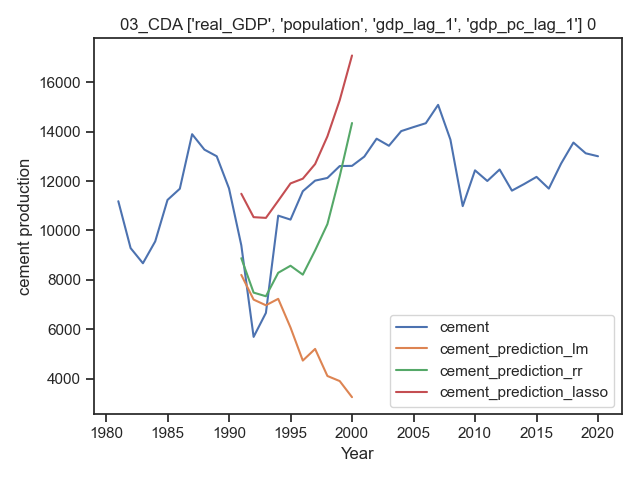 03_CDA ['real_GDP', 'population', 'gdp_lag_1', 'gdp_pc_lag_1'] 0
cement production
16000
14000
12000
10000
8000
6000
4000
cement
cement_prediction_lm
cement_prediction_rr
cement_prediction_lasso
1980 1985 1990 1995 2000 2005 2010 2015 2020
Year